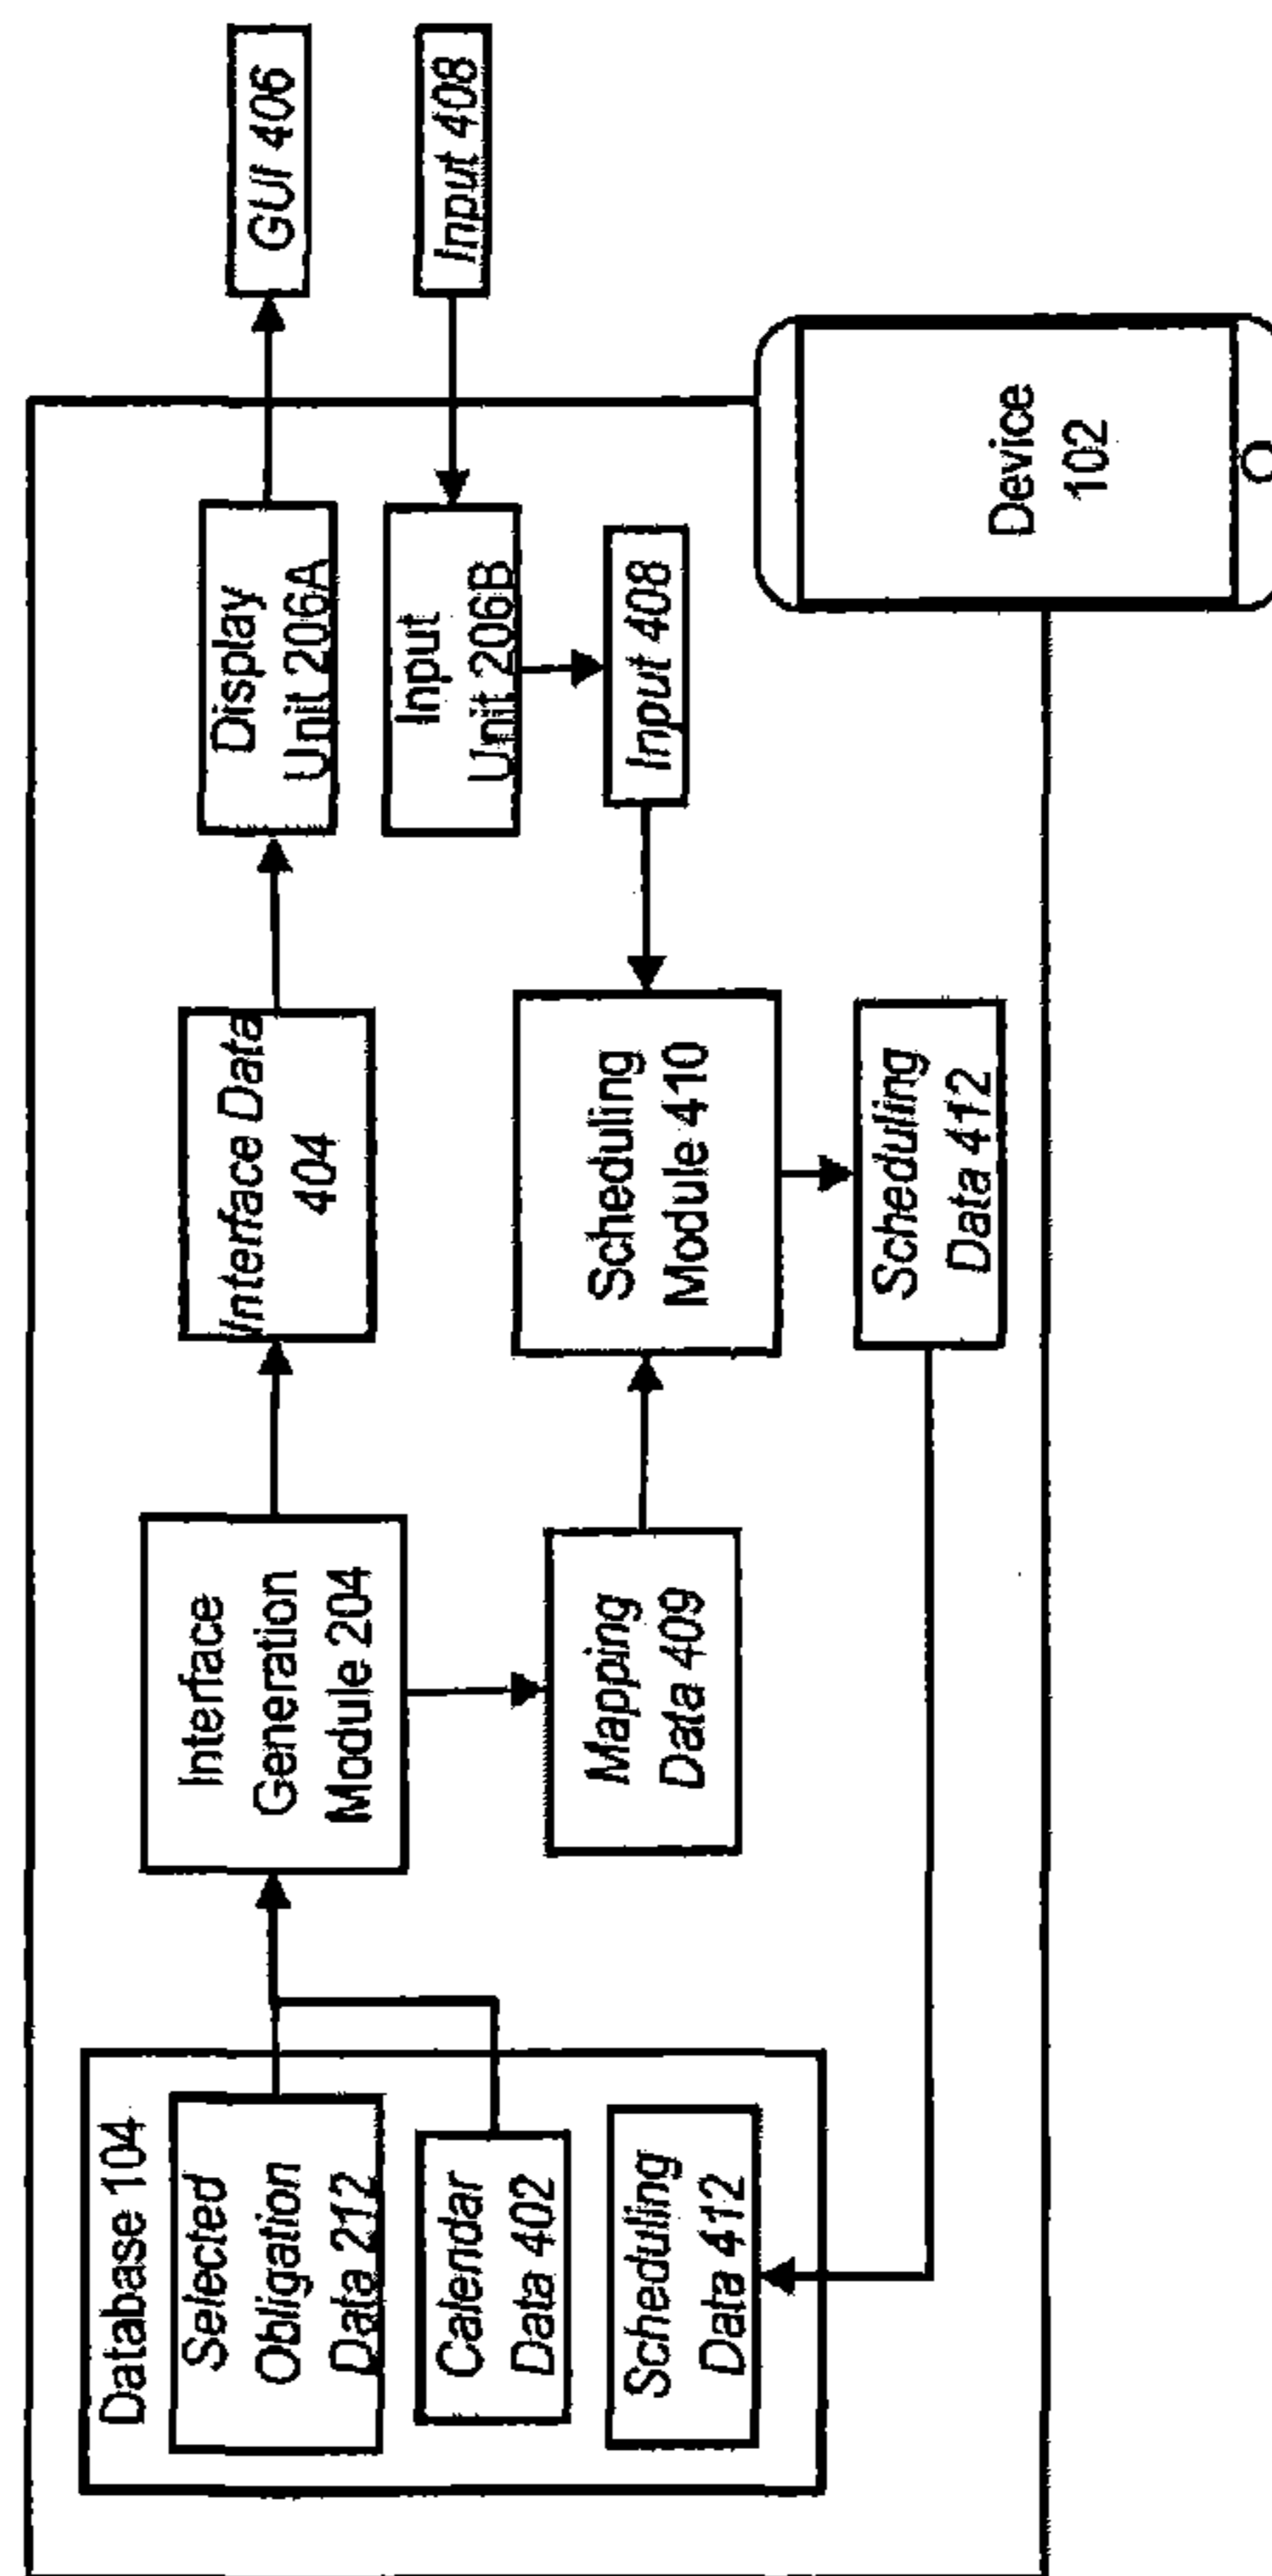 Database 104
Selected
Obligation
Data 212
Calendar
Data 402
Scheduling
Data 412
Interface
Generation
Module 204
Mapping
Data 409
Interface Data
404
Scheduling
Module 410
Scheduling
Data 412
Display
Unit 206A
Input
Unit 206B
Input 408
GUI 406
Input 408
Device
102